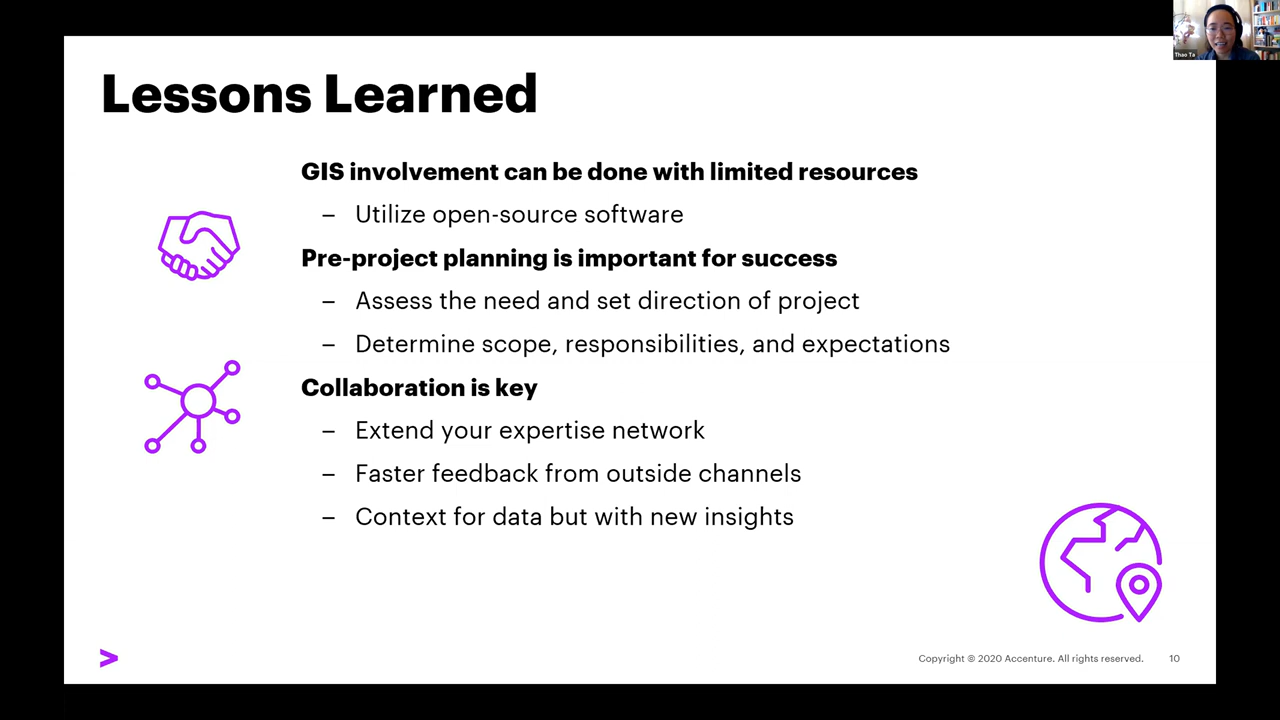 Thao Ta
Lessons Learned
GIS involvement can be done with limited resources
– Utilize open-source software
Pre-project planning is important for success
– Assess the need and set direction of project
– Determine scope, responsibilities, and expectations
Collaboration is key
– Extend your expertise network
– Faster feedback from outside channels
– Context for data but with new insights
Copyright © 2020 Accenture. All rights reserved. 10